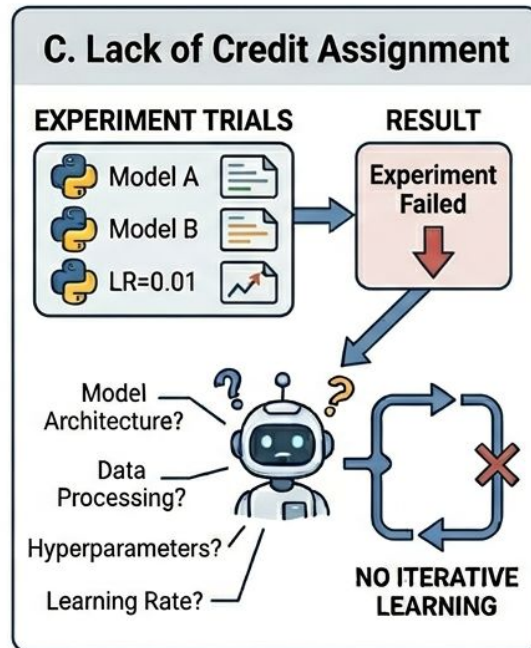 C. Lack of Credit Assignment
EXPERIMENT TRIALS
Model A
Model B
LR=0.01
RESULT
Experiment
Failed
?
?
Model
Architecture?
Data
Processing?
Hyperparameters?
Learning Rate?
NO ITERATIVE
LEARNING